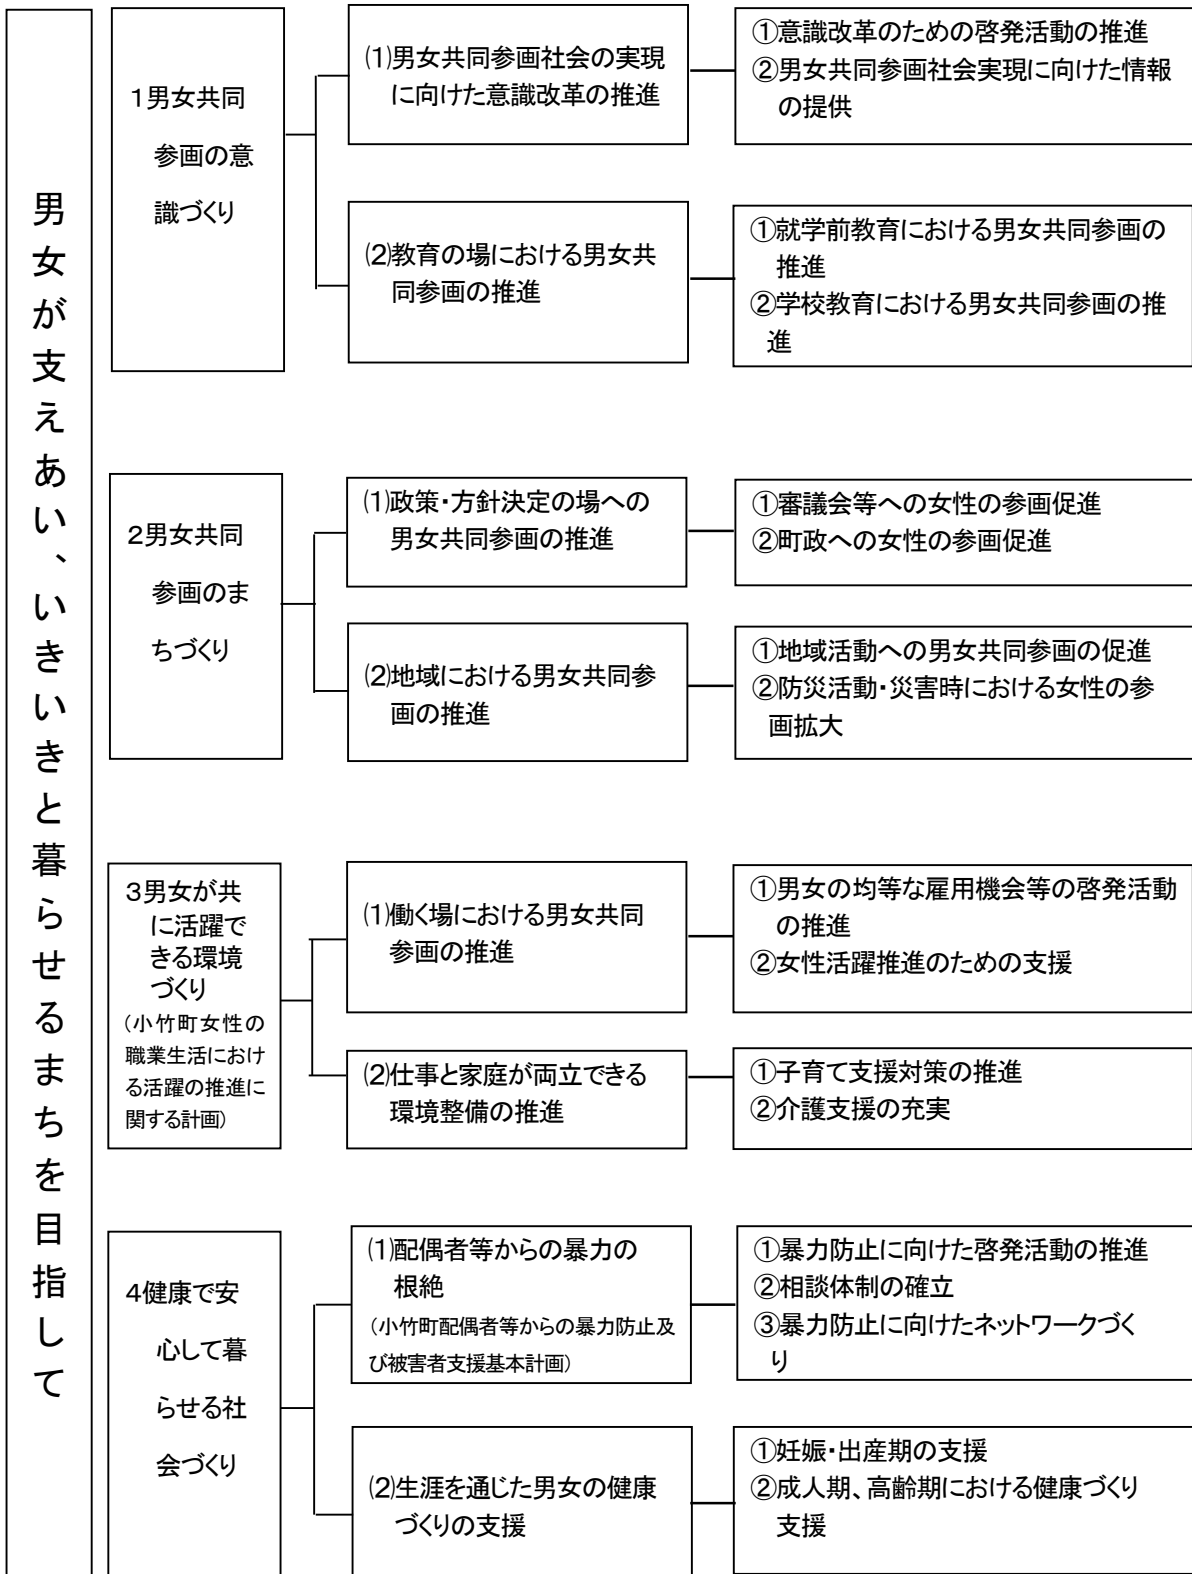 男女が支えあい、いきいきと暮らせるまちを目指して
1男女共同
参画の意
識づくり
⑴男女共同参画社会の実現
に向けた意識改革の推進
①意識改革のための啓発活動の推進
②男女共同参画社会実現に向けた情報
の提供
⑵教育の場における男女共
同参画の推進
①就学前教育における男女共同参画の
推進
②学校教育における男女共同参画の推
進
2男女共同
参画のま
ちづくり
⑴政策・方針決定の場への
男女共同参画の推進
①審議会等への女性の参画促進
②町政への女性の参画促進
⑵地域における男女共同参
画の推進
①地域活動への男女共同参画の促進
②防災活動・災害時における女性の参
画拡大
3男女が共
に活躍で
きる環境
づくり
(小竹町女性の
職業生活におけ
る活躍の推進に
関する計画)
⑴働く場における男女共同
参画の推進
①男女の均等な雇用機会等の啓発活動
の推進
②女性活躍推進のための支援
⑵仕事と家庭が両立できる
環境整備の推進
①子育て支援対策の推進
②介護支援の充実
4健康で安
心して暮
らせる社
会づくり
⑴配偶者等からの暴力の
根絶
(小竹町配偶者等からの暴力防止及
び被害者支援基本計画)
①暴力防止に向けた啓発活動の推進
②相談体制の確立
③暴力防止に向けたネットワークづく
り
⑵生涯を通じた男女の健康
づくりの支援
①妊娠・出産期の支援
②成人期、高齢期における健康づくり
支援